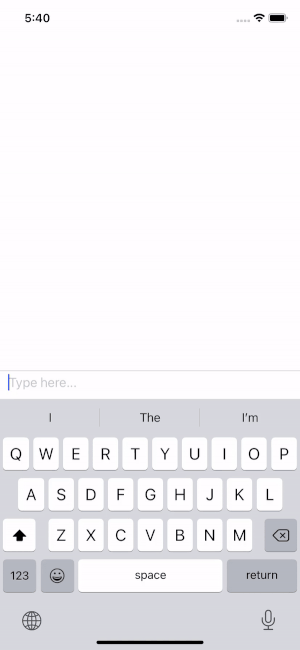 5:40
Type here...
I The I'm
Q W E R T Y U I O P
A S D F G H J K L
Z X C V B N M
123 space return